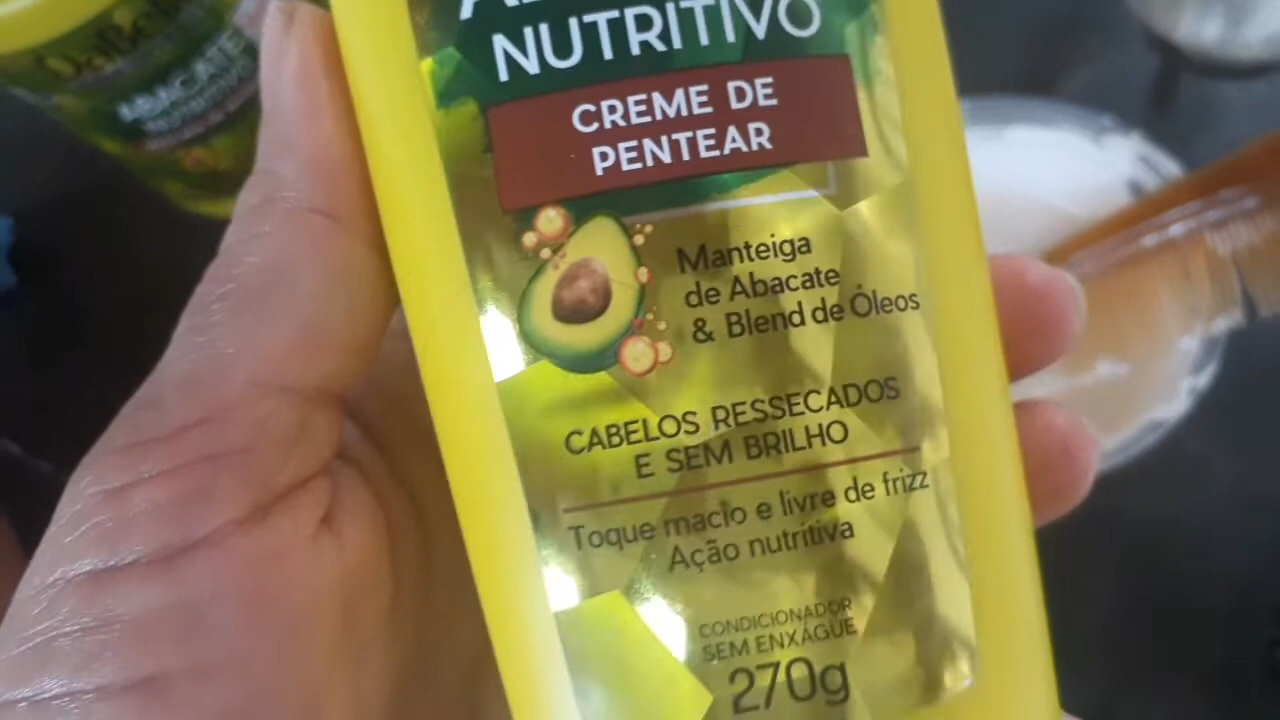 NUTRITIVO
CREME DE
PENTEAR
Manteiga
de Abacate
& Blend de Óleos
CABELOS RESSECADOS
E SEM BRILHO
Toque macio e livre de frizz
Ação nutritiva
CONDICIONADOR
SEM ENXÁGUE
270g
ABACATE